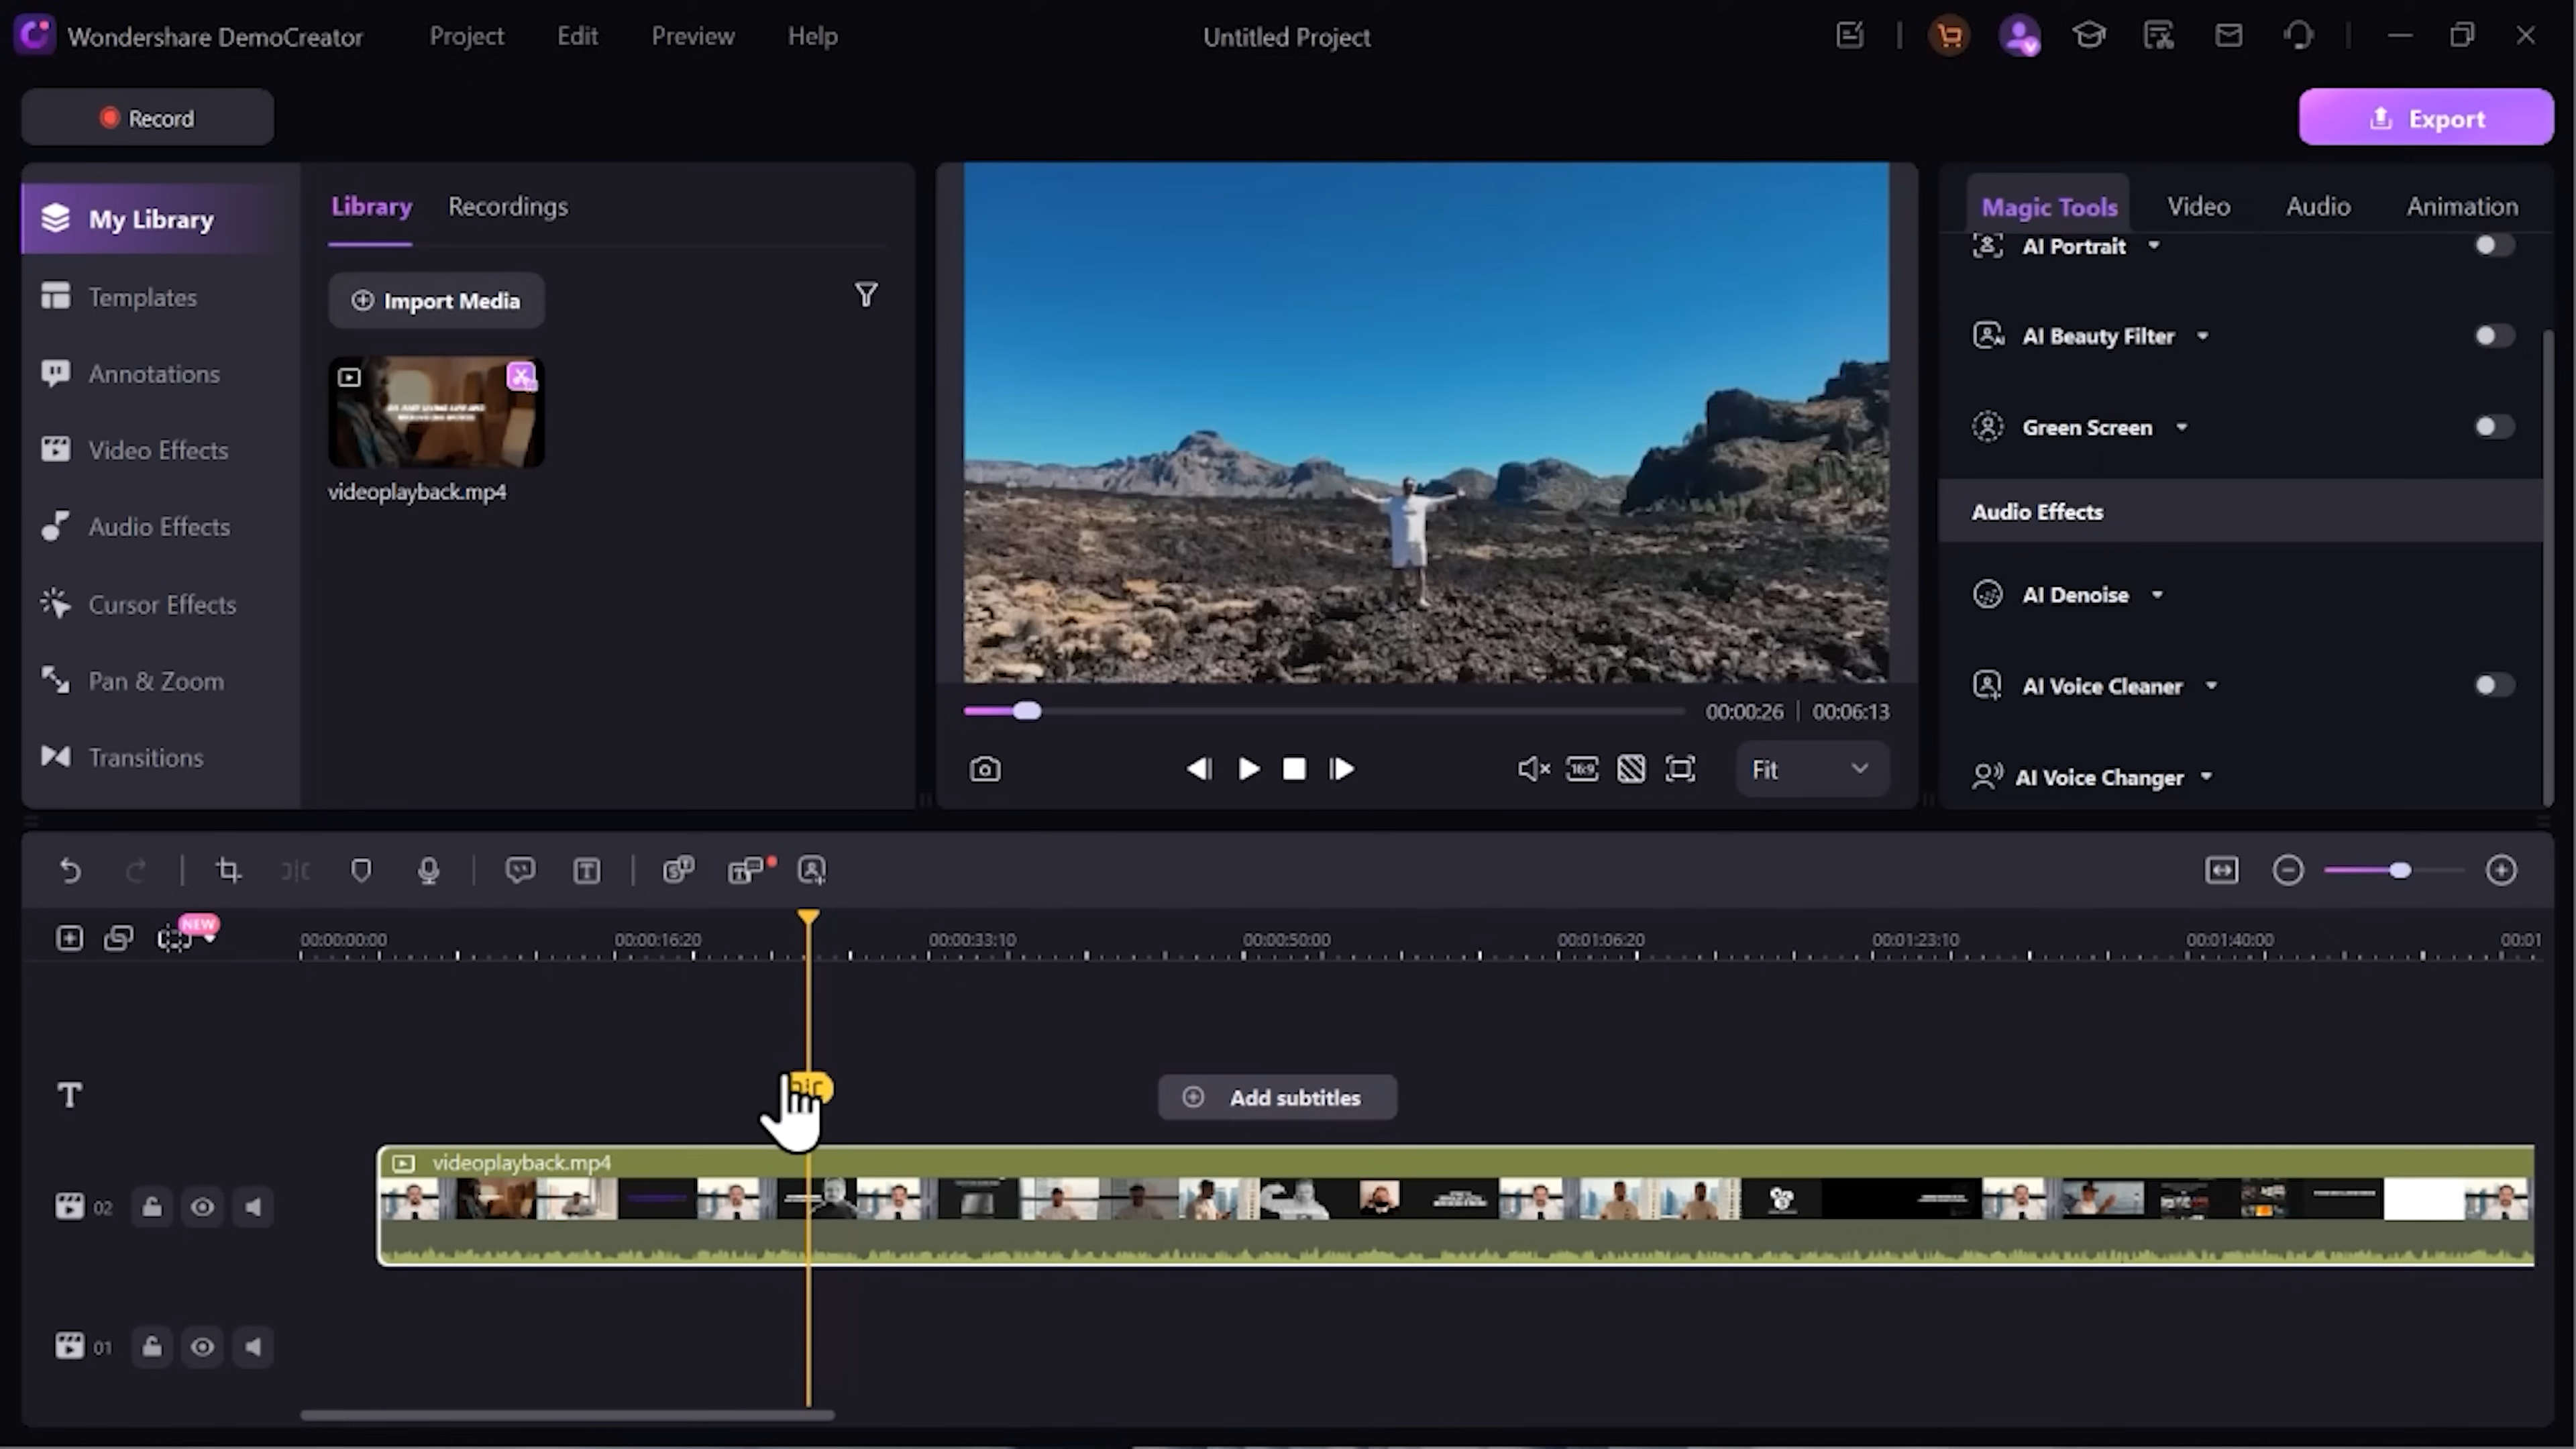 Wondershare DemoCreator
Project
Edit
Preview
Help
Untitled Project
Record
Export
My Library
Templates
Annotations
Video Effects
Audio Effects
Cursor Effects
Pan & Zoom
Transitions
Library
Recordings
Import Media
videoplayback.mp4
00:00:26 | 00:06:13
16:9
Fit
Magic Tools
Video
Audio
Animation
AI Portrait
AI Beauty Filter
Green Screen
Audio Effects
AI Denoise
AI Voice Cleaner
AI Voice Changer
NEW
00:00:00:00
00:00:16:20
00:00:33:10
00:00:50:00
00:01:06:20
00:01:23:10
00:01:40:00
00:01
Add subtitles
videoplayback.mp4
02
01